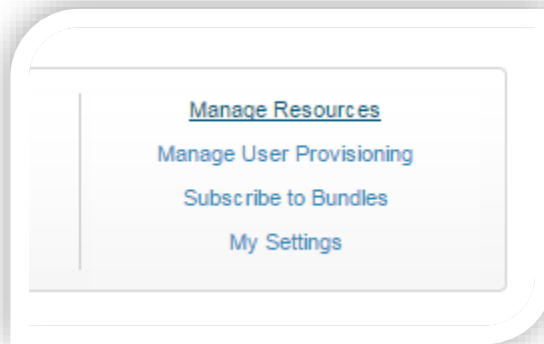 Manage Resources
Manage User Provisioning
Subscribe to Bundles
My Settings